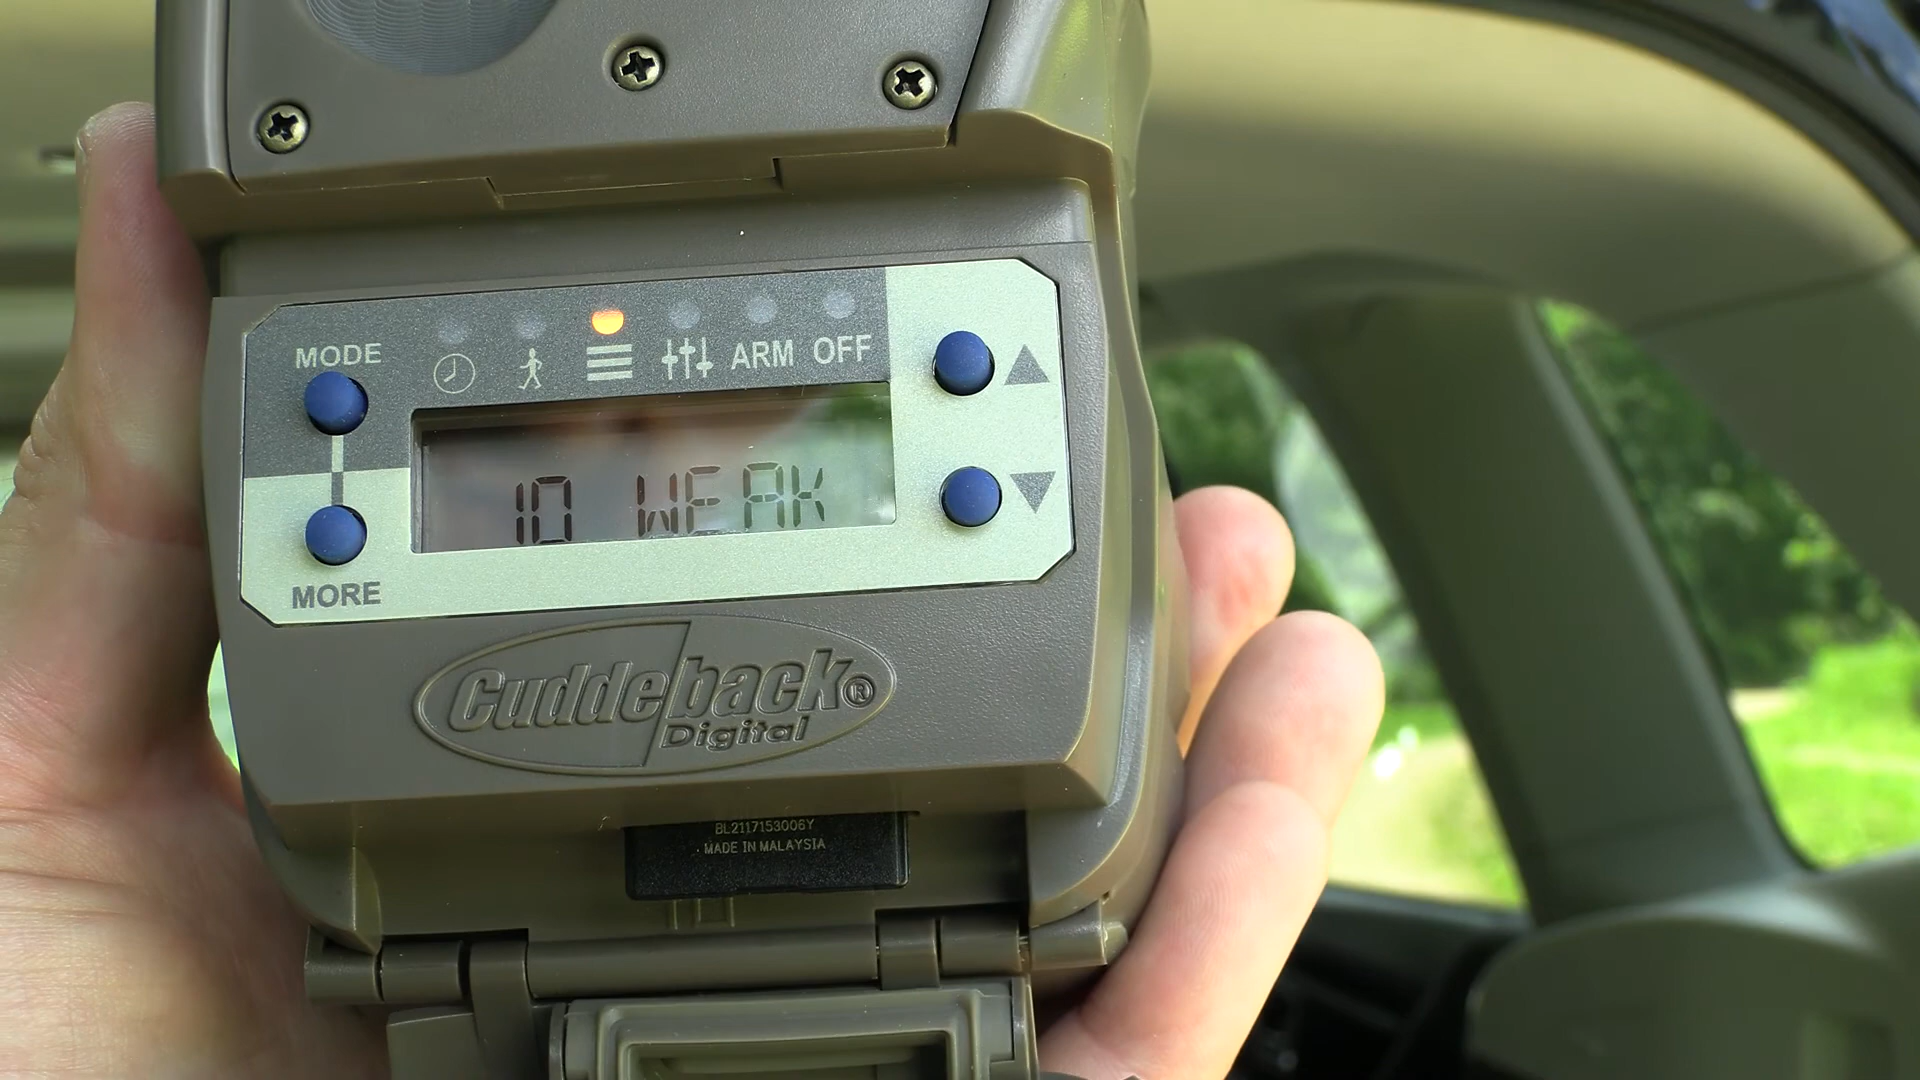 MODE
ARM OFF
10 WEAK
MORE
Cuddeback®
Digital
BL2117153006Y
MADE IN MALAYSIA